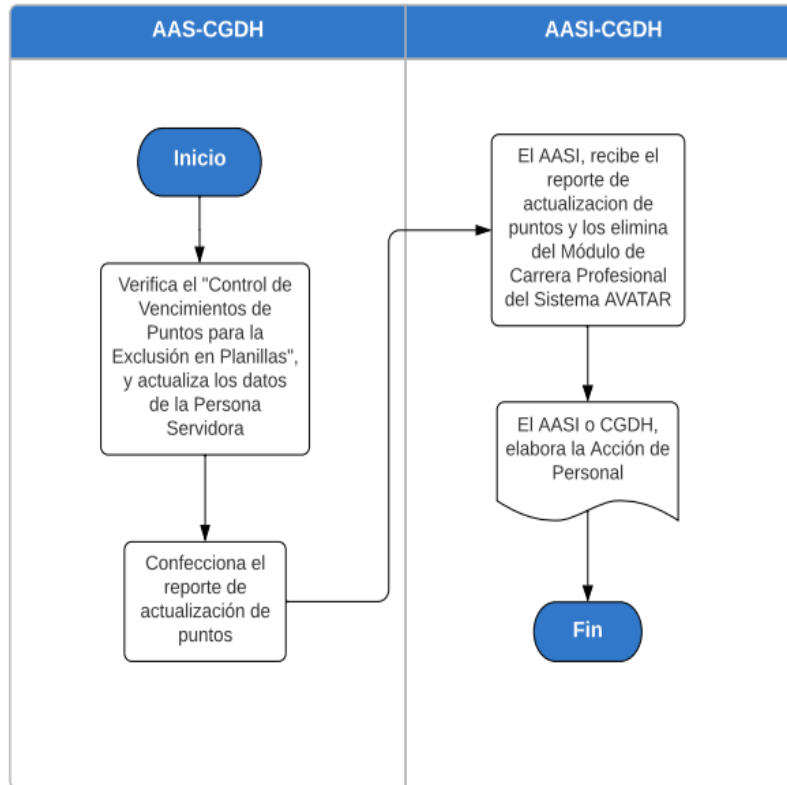 AAS-CGDH
AASI-CGDH
Inicio
Verifica el "Control de
Vencimientos de
Puntos para la
Exclusión en Planillas",
y actualiza los datos
de la Persona
Servidora
Confecciona el
reporte de
actualización de
puntos
El AASI, recibe el
reporte de
actualizacion de
puntos y los elimina
del Módulo de
Carrera Profesional
del Sistema AVATAR
El AASI o CGDH,
elabora la Acción de
Personal
Fin